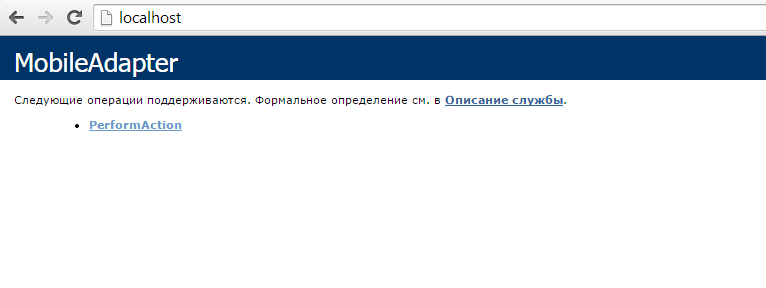 localhost
MobileAdapter
Следующие операции поддерживаются. Формальное определение см. в Описание службы.
PerformAction